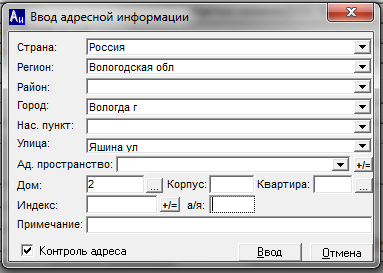 Ан Ввод адресной информации
Страна: Россия
Регион: Вологодская обл
Район:
Город: Вологда г
Нас. пункт:
Улица: Яшина ул
Ад. пространство: +/=
Дом: 2 ... Корпус: Квартира: ...
Индекс: +/= а/я:
Примечание:
Контроль адреса Ввод Отмена